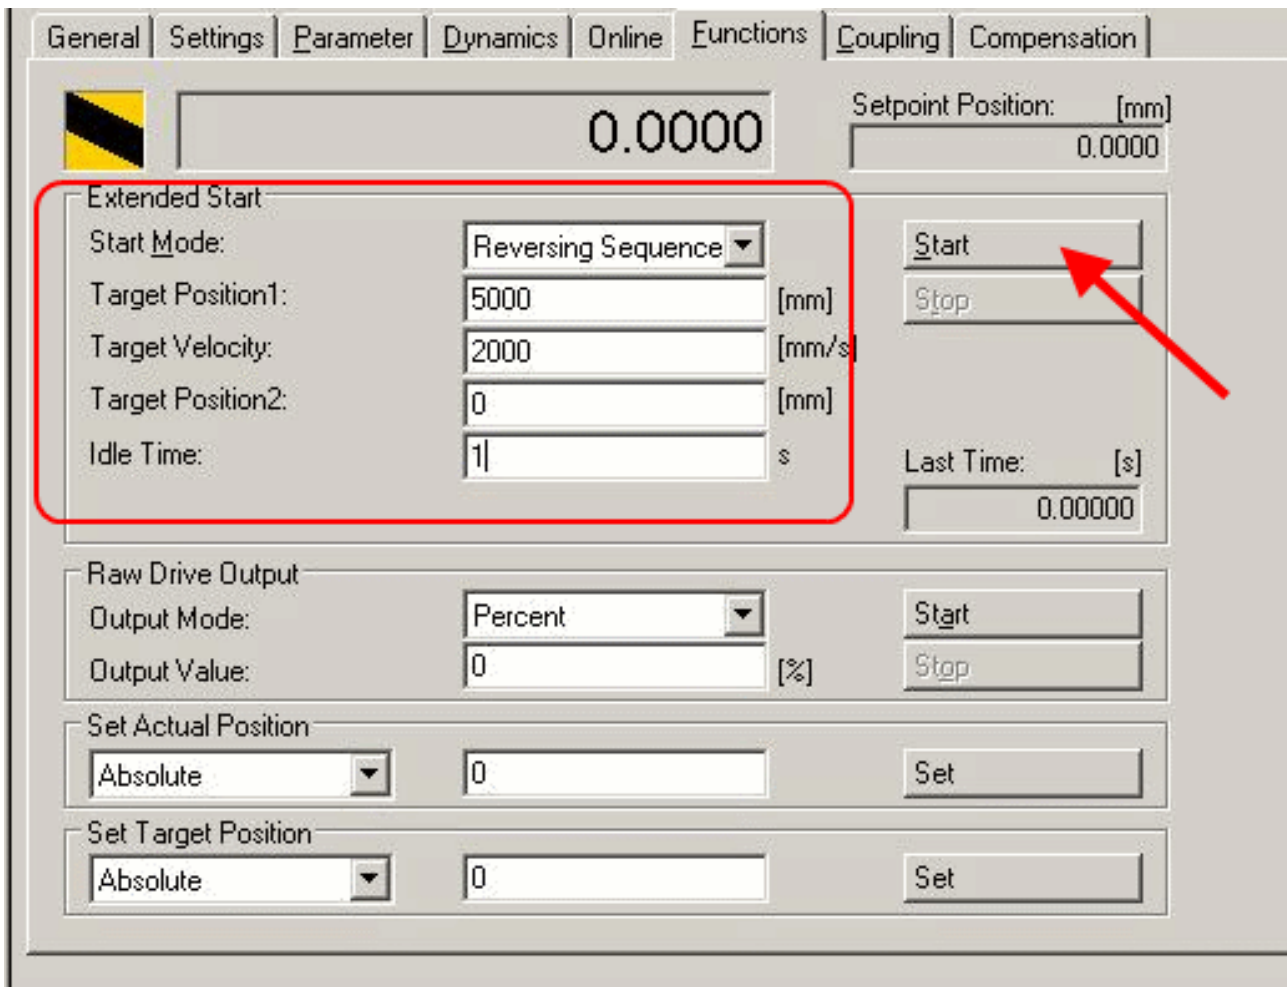 General Settings Parameter Dynamics Online Functions Coupling Compensation
0.0000
Setpoint Position: [mm]
0.0000
Extended Start
Start Mode: Reversing Sequence Start
Target Position1: 5000 [mm] Stop
Target Velocity: 2000 [mm/s]
Target Position2: 0 [mm]
Idle Time: 1 s Last Time: [s]
0.00000
Raw Drive Output
Output Mode: Percent Start
Output Value: 0 [%] Stop
Set Actual Position
Absolute 0 Set
Set Target Position
Absolute 0 Set